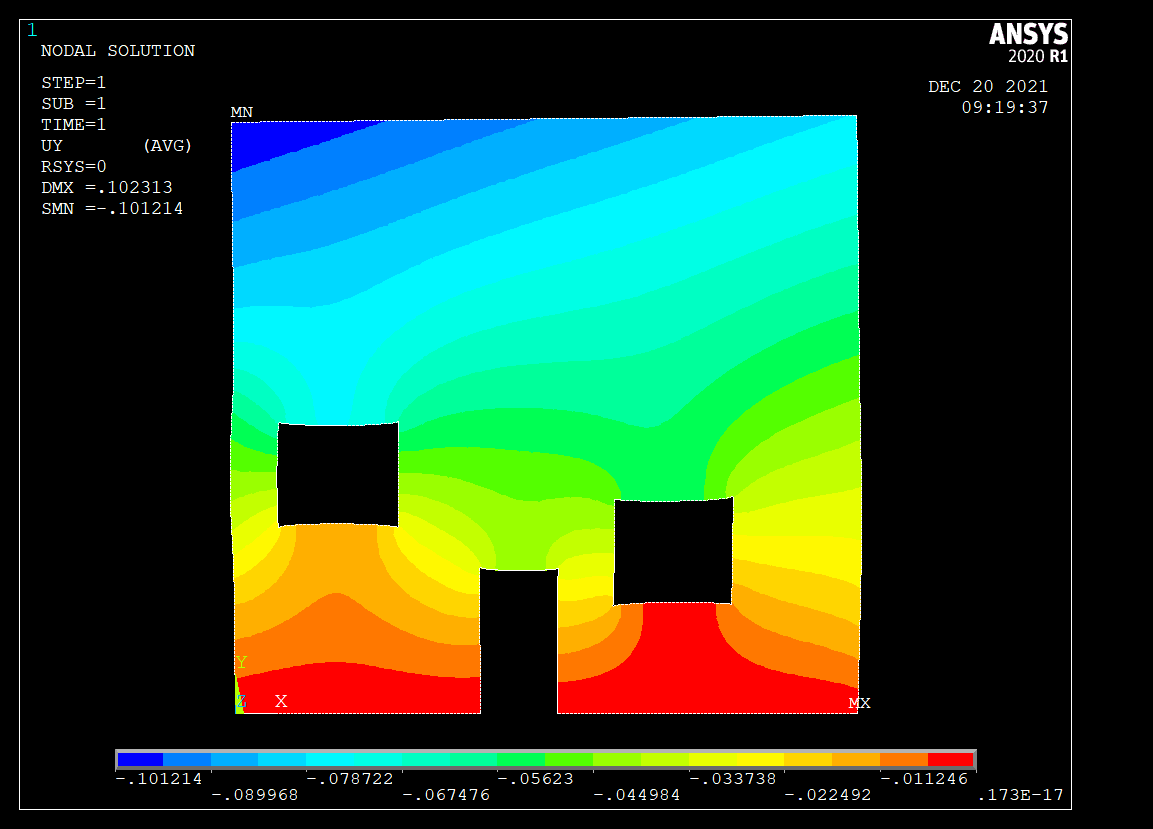 1
ANSYS
2020 R1
NODAL SOLUTION
STEP=1
SUB =1
TIME=1
UY (AVG)
RSYS=0
DMX =.102313
SMN =-.101214
DEC 20 2021
09:19:37
MN
Y
Z X
MX
-.101214 -.078722 -.05623 -.033738 -.011246
-.089968 -.067476 -.044984 -.022492 .173E-17